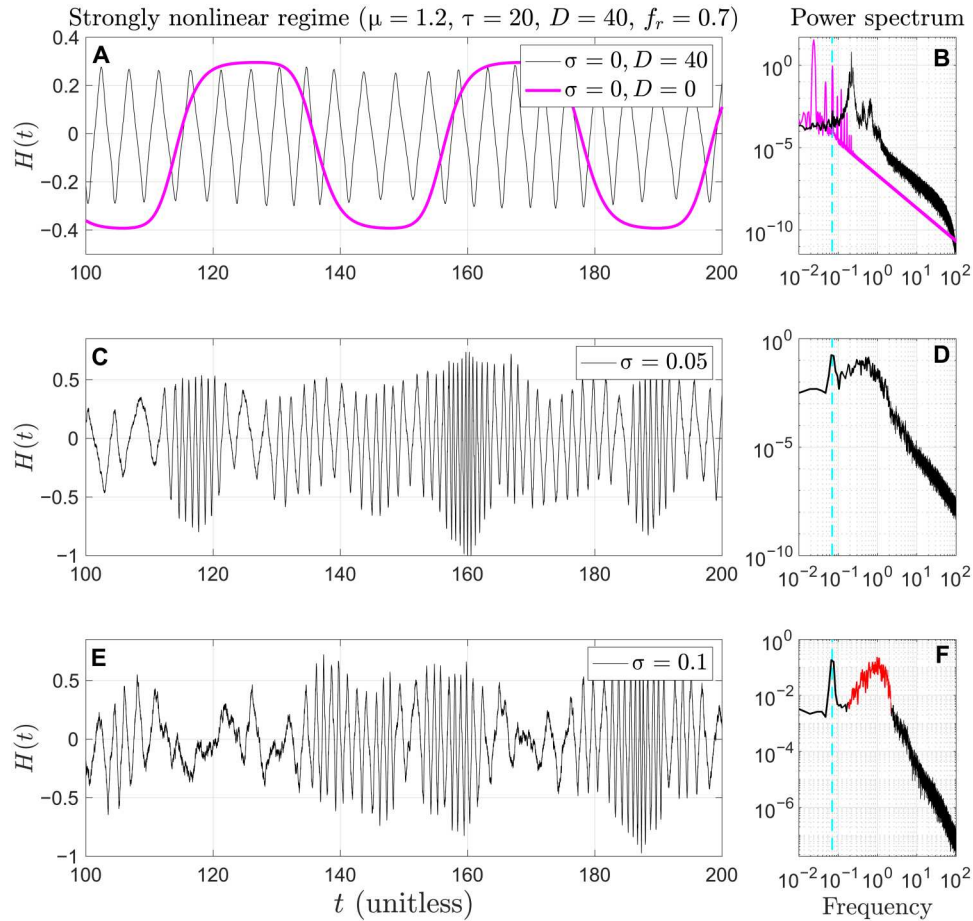 Strongly nonlinear regime (μ = 1.2, τ = 20, D = 40, f_r = 0.7)
Power spectrum
A
σ = 0, D = 40
σ = 0, D = 0
H(t)
0.4
0.2
0
−0.2
−0.4
100 120 140 160 180 200
B
10^0
10^−5
10^−10
10^−2 10^−1 10^0 10^1 10^2
C
σ = 0.05
H(t)
0.5
0
−0.5
−1
100 120 140 160 180 200
D
10^0
10^−5
10^−10
10^−2 10^−1 10^0 10^1 10^2
E
σ = 0.1
H(t)
0.5
0
−0.5
−1
100 120 140 160 180 200
t (unitless)
F
10^0
10^−2
10^−4
10^−6
10^−2 10^−1 10^0 10^1 10^2
Frequency